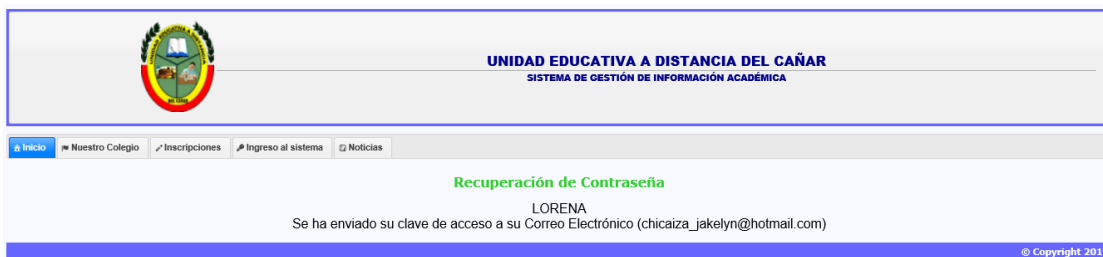 UNIDAD EDUCATIVA A DISTANCIA DEL CAÑAR
SISTEMA DE GESTIÓN DE INFORMACIÓN ACADÉMICA
Inicio
Nuestro Colegio
Inscripciones
Ingreso al sistema
Noticias
Recuperación de Contraseña
LORENA
Se ha enviado su clave de acceso a su Correo Electrónico (chicaiza_jakelyn@hotmail.com)
© Copyright 201